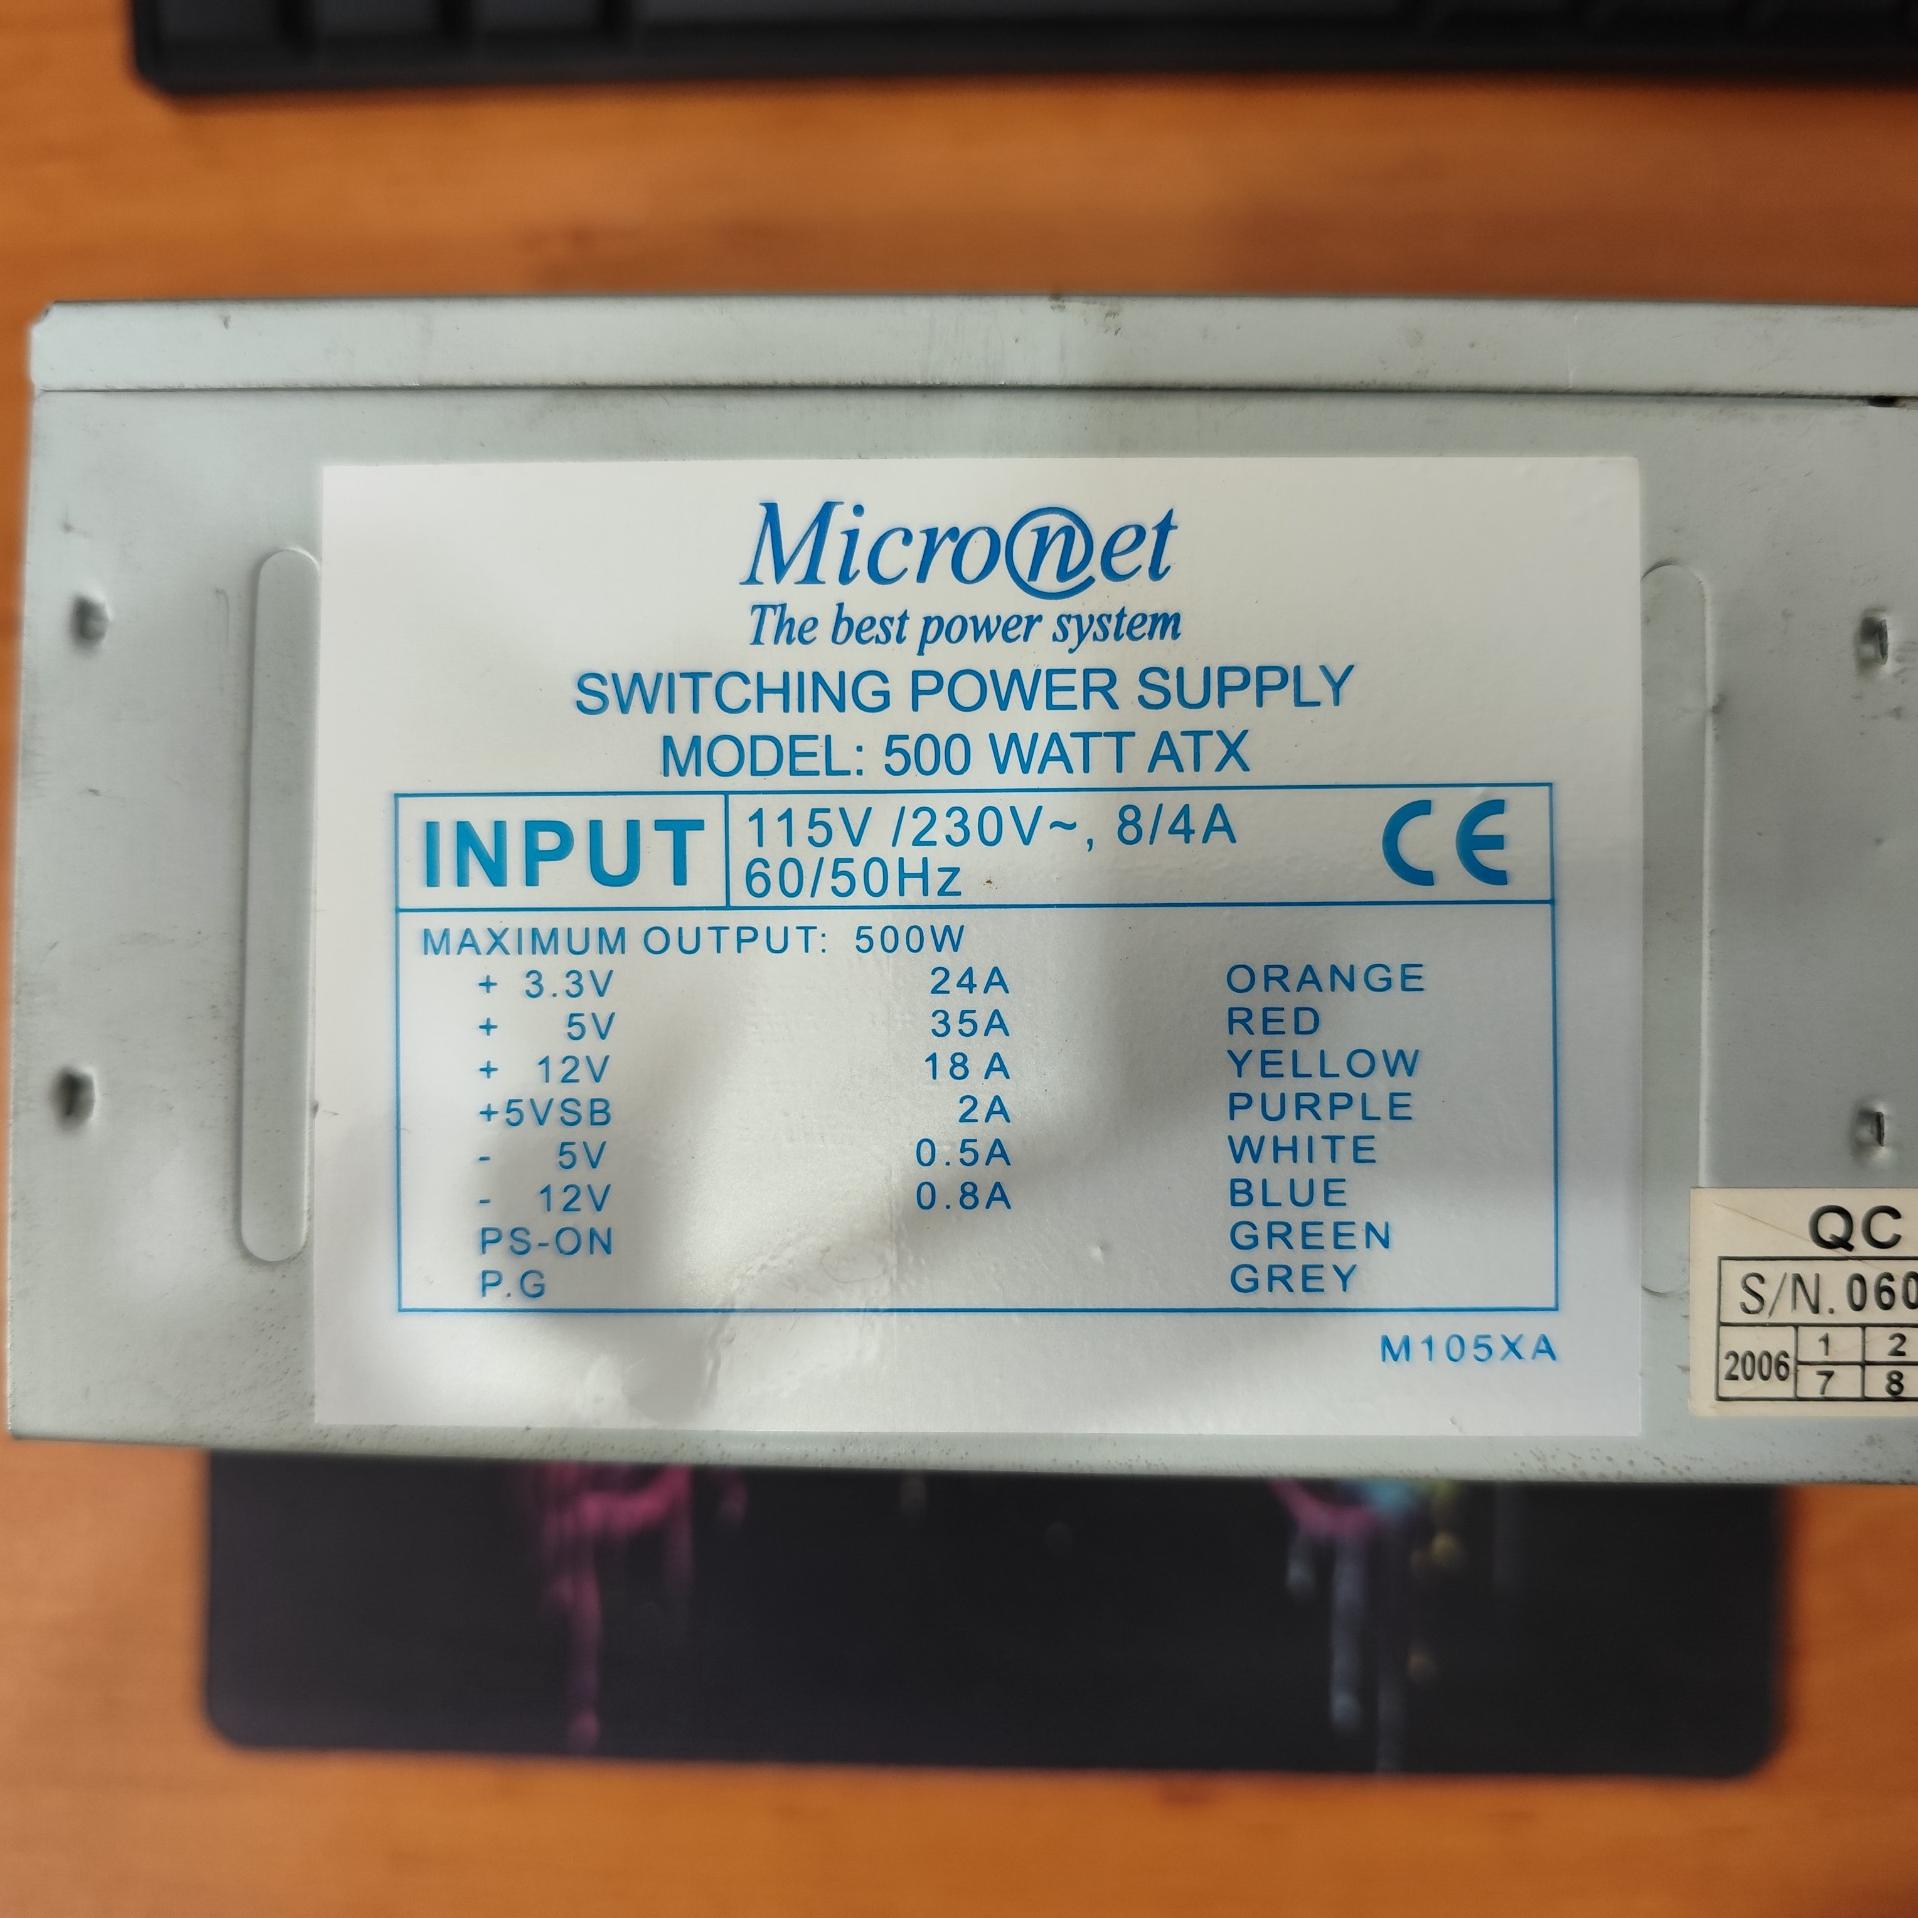 Micronet
The best power system
SWITCHING POWER SUPPLY
MODEL: 500 WATT ATX
INPUT 115V /230V~, 8/4A
60/50Hz
CE
MAXIMUM OUTPUT: 500W
+ 3.3V 24A ORANGE
+ 5V 35A RED
+ 12V 18 A YELLOW
+5VSB 2A PURPLE
- 5V 0.5A WHITE
- 12V 0.8A BLUE
PS-ON GREEN
P.G GREY
M105XA
QC
S/N.060
2006 1 2
7 8